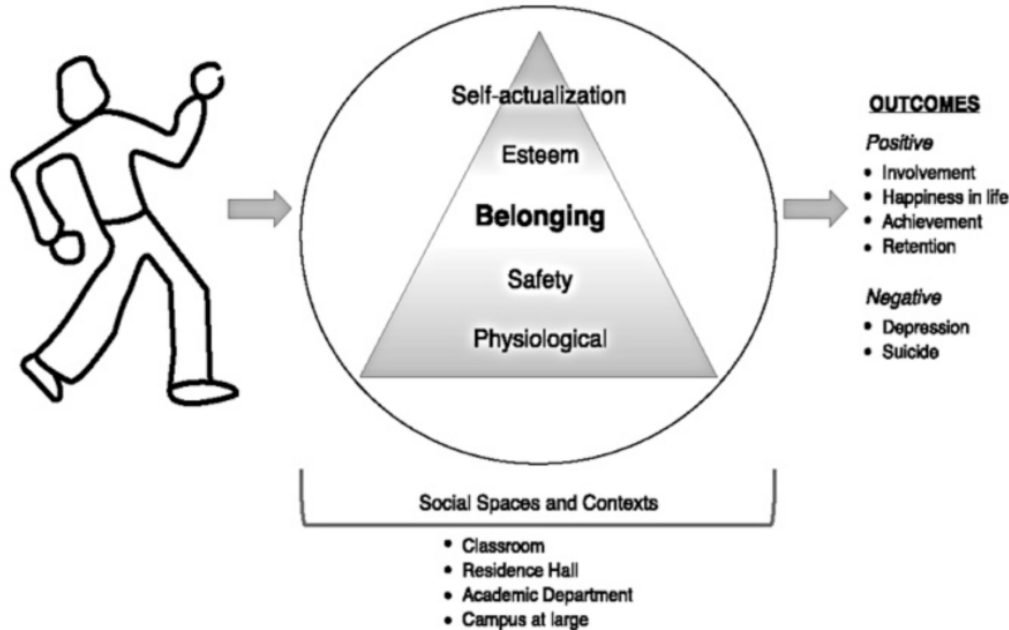 Self-actualization
Esteem
Belonging
Safety
Physiological
OUTCOMES
Positive
• Involvement
• Happiness in life
• Achievement
• Retention
Negative
• Depression
• Suicide
Social Spaces and Contexts
• Classroom
• Residence Hall
• Academic Department
• Campus at large